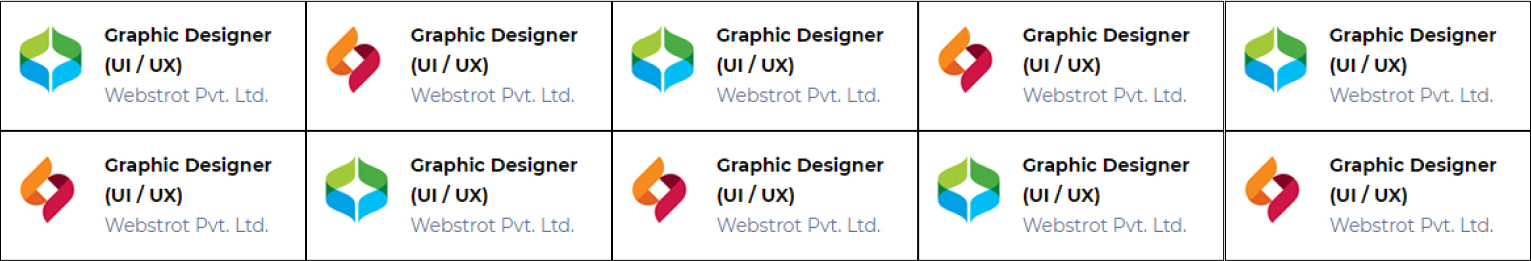 Graphic Designer
(UI / UX)
Webstrot Pvt. Ltd.
Graphic Designer
(UI / UX)
Webstrot Pvt. Ltd.
Graphic Designer
(UI / UX)
Webstrot Pvt. Ltd.
Graphic Designer
(UI / UX)
Webstrot Pvt. Ltd.
Graphic Designer
(UI / UX)
Webstrot Pvt. Ltd.
Graphic Designer
(UI / UX)
Webstrot Pvt. Ltd.
Graphic Designer
(UI / UX)
Webstrot Pvt. Ltd.
Graphic Designer
(UI / UX)
Webstrot Pvt. Ltd.
Graphic Designer
(UI / UX)
Webstrot Pvt. Ltd.
Graphic Designer
(UI / UX)
Webstrot Pvt. Ltd.